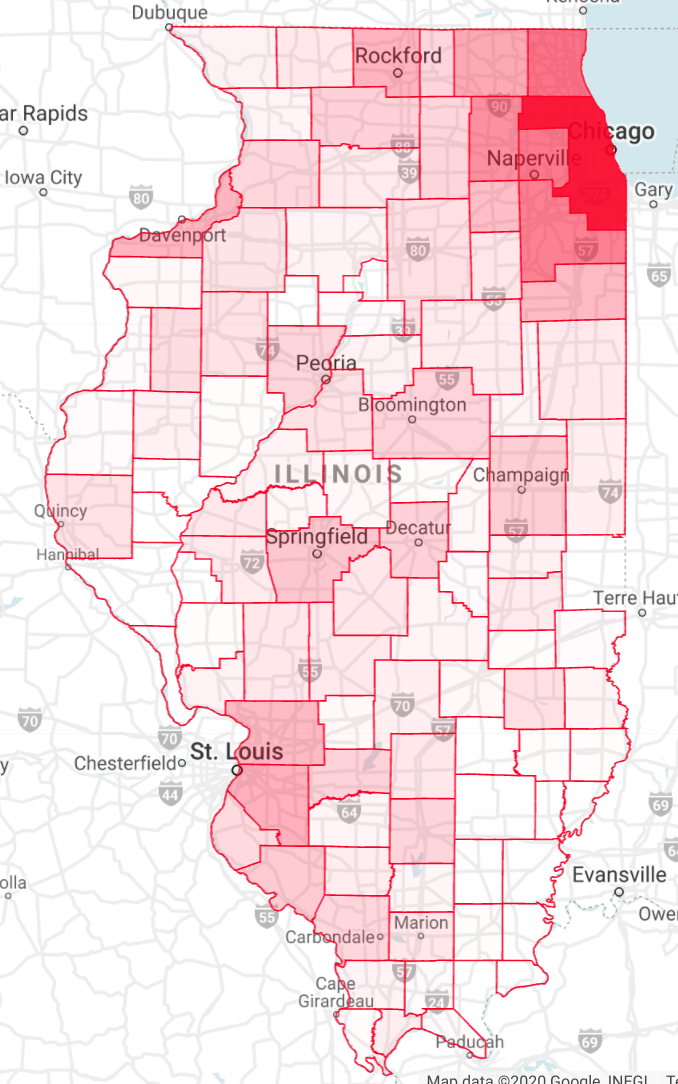 Dubuque
Rockford
ar Rapids
90
Chicago
88
Naperville
Iowa City
39
80
Gary
Davenport
80
57
65
55
39
74
Peoria
55
Bloomington
ILLINOIS
Champaign
74
Quincy
57
Springfield
Decatur
Hannibal
72
Terre Hau
55
70
70
57
70
St. Louis
Chesterfield
y
44
69
64
64
Evansville
olla
55
Owe
Marion
Carbondale
57
Cape
Girardeau
24
69
Paducah
Map data ©2020 Google, INEGI